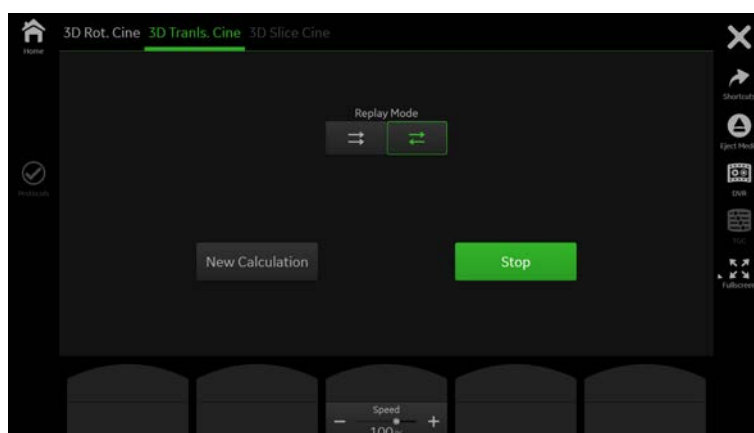 3D Rot. Cine 3D Tranls. Cine 3D Slice Cine
Home
Shortcuts
Replay Mode
Eject Media
Protocols
DVR
TGC
New Calculation Stop
Fullscreen
Speed
100